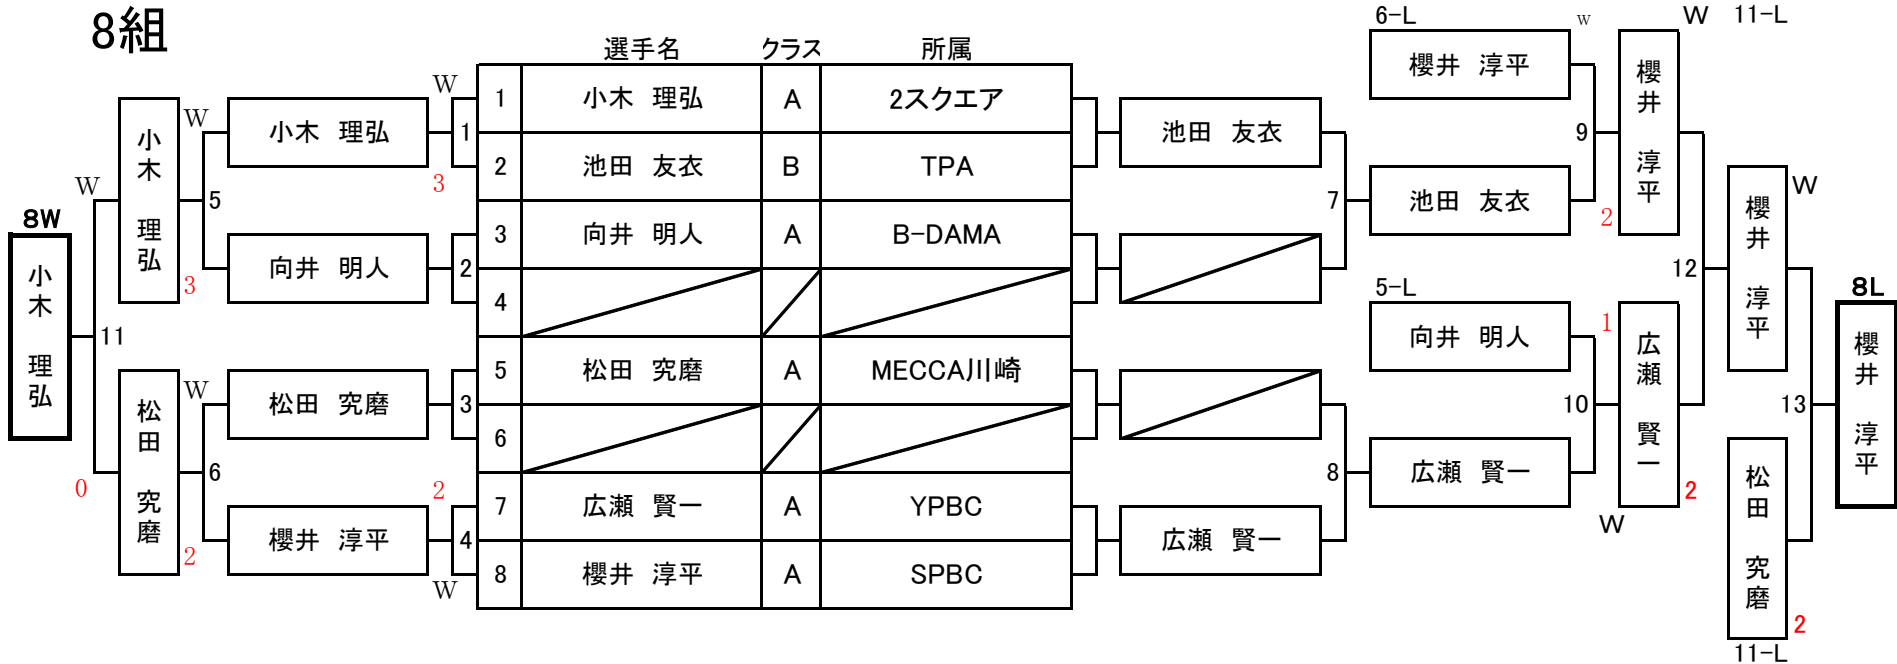 8組
選手名 クラス 所属
1 小木 理弘 A 2スクエア
2 池田 友衣 B TPA
3 向井 明人 A B-DAMA
4
5 松田 究磨 A MECCA川崎
6
7 広瀬 賢一 A YPBC
8 櫻井 淳平 A SPBC
W
1
3
2
3
2
4
W
W
小木 理弘
5
向井 明人
3
W
松田 究磨
6
櫻井 淳平
2
W
小木 理弘
11
松田 究磨
0
8W
小木 理弘
池田 友衣
7
8
広瀬 賢一
6-L
W
櫻井 淳平
9
池田 友衣
2
5-L
1
向井 明人
10
広瀬 賢一
W
W
11-L
櫻井 淳平
12
広瀬 賢一
2
W
櫻井 淳平
13
松田 究磨
2
11-L
8L
櫻井 淳平